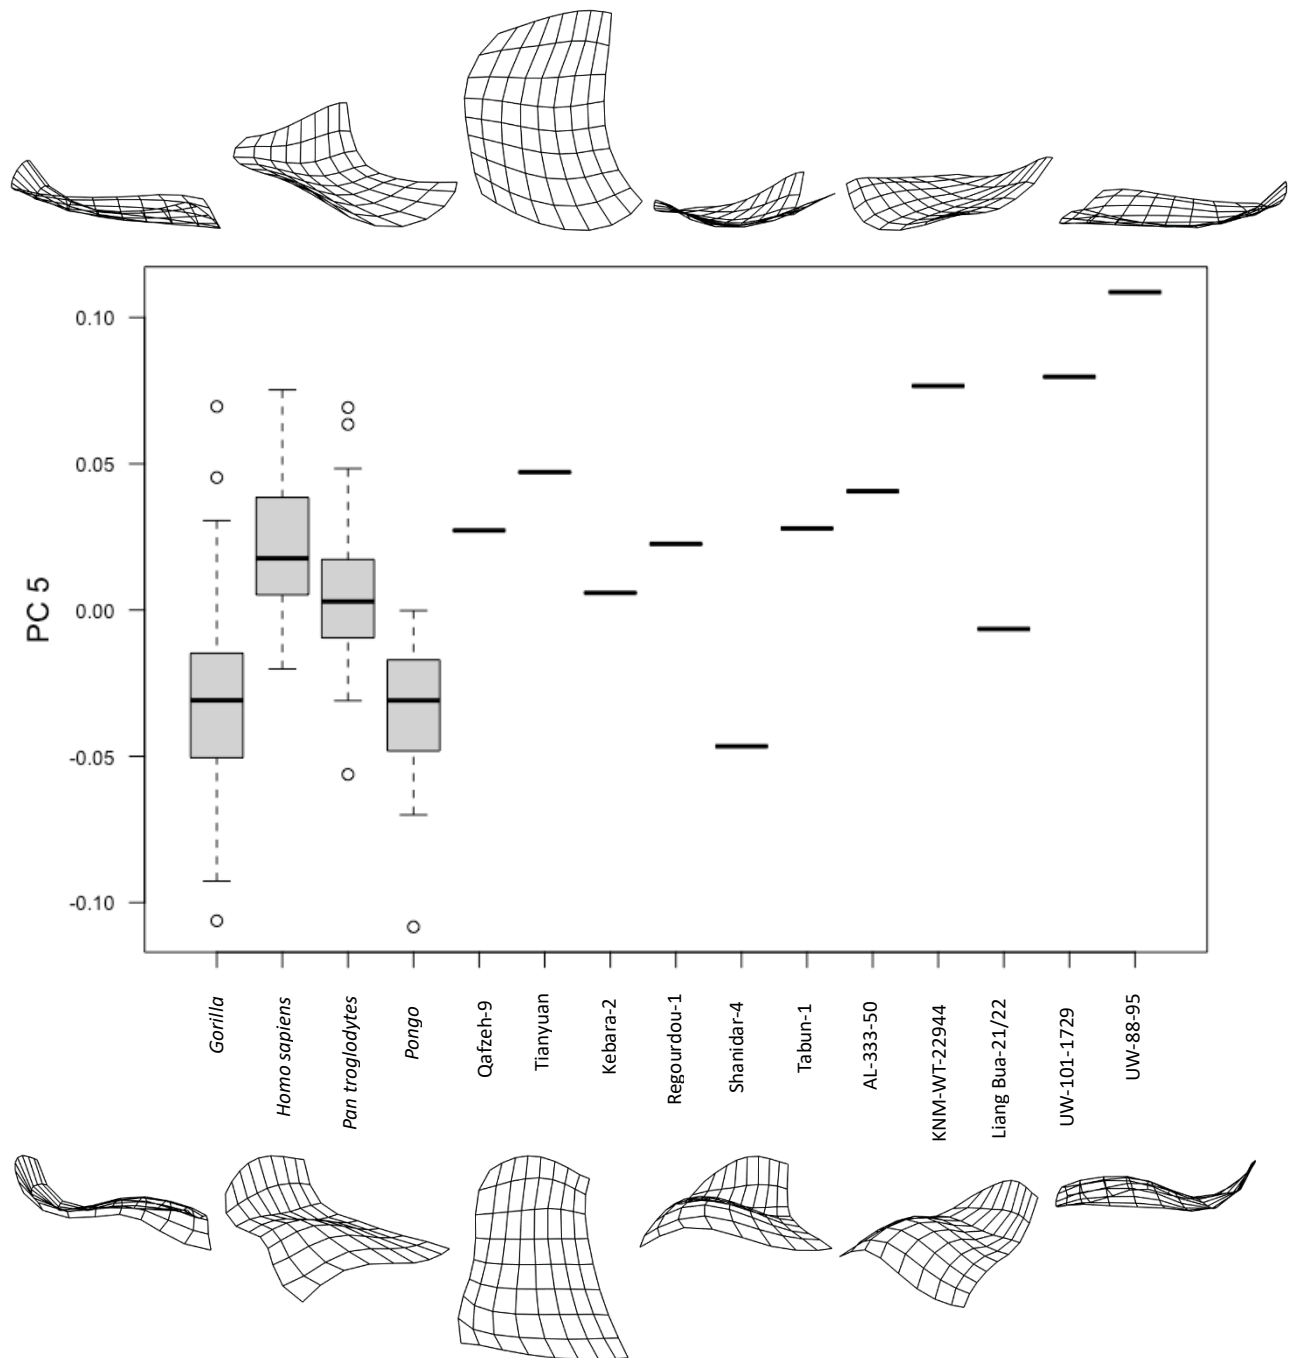 0.10
0.05
0.00
-0.05
-0.10
PC 5
Gorilla
Homo sapiens
Pan troglodytes
Pongo
Qafzeh-9
Tianyuan
Kebara-2
Regourdou-1
Shanidar-4
Tabun-1
AL-333-50
KNM-WT-22944
Liang Bua-21/22
UW-101-1729
UW-88-95